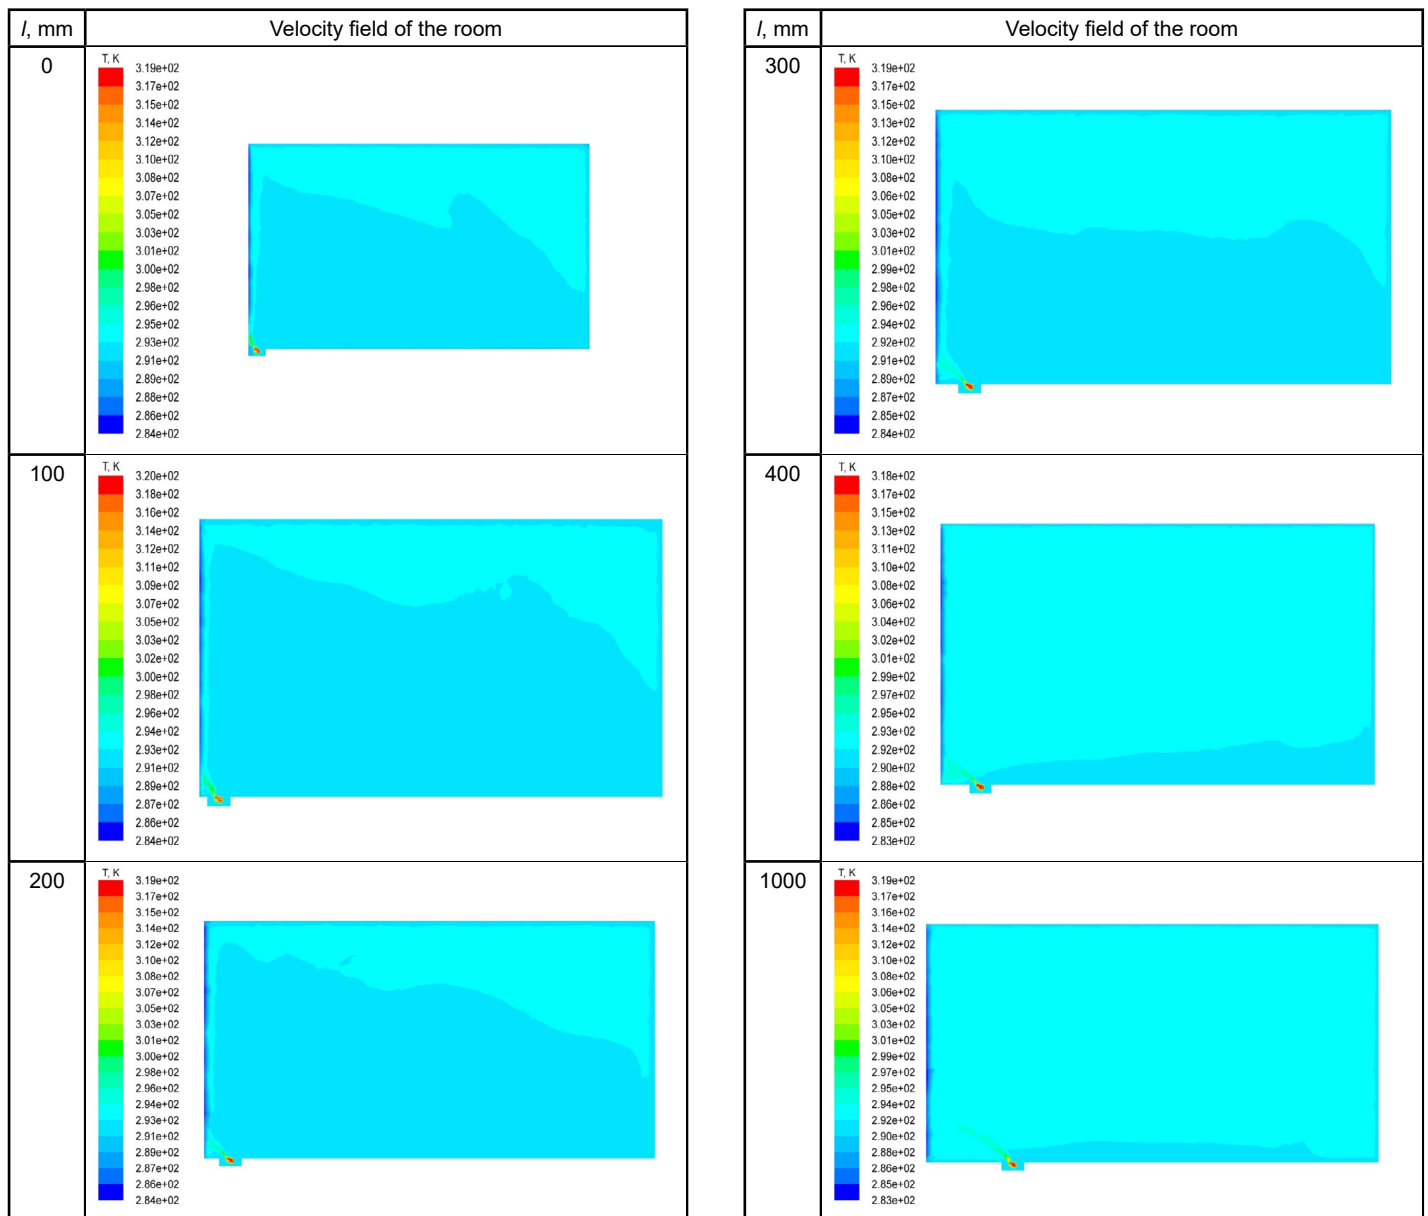 l, mm Velocity field of the room
0
T, K
3.19e+02
3.17e+02
3.15e+02
3.14e+02
3.12e+02
3.10e+02
3.08e+02
3.07e+02
3.05e+02
3.03e+02
3.01e+02
3.00e+02
2.98e+02
2.96e+02
2.95e+02
2.93e+02
2.91e+02
2.89e+02
2.88e+02
2.86e+02
2.84e+02
100
T, K
3.20e+02
3.18e+02
3.16e+02
3.14e+02
3.12e+02
3.11e+02
3.09e+02
3.07e+02
3.05e+02
3.03e+02
3.02e+02
3.00e+02
2.98e+02
2.96e+02
2.94e+02
2.93e+02
2.91e+02
2.89e+02
2.87e+02
2.86e+02
2.84e+02
200
T, K
3.19e+02
3.17e+02
3.15e+02
3.14e+02
3.12e+02
3.10e+02
3.08e+02
3.07e+02
3.05e+02
3.03e+02
3.01e+02
3.00e+02
2.98e+02
2.96e+02
2.94e+02
2.93e+02
2.91e+02
2.89e+02
2.87e+02
2.86e+02
2.84e+02
l, mm Velocity field of the room
300
T, K
3.19e+02
3.17e+02
3.15e+02
3.13e+02
3.12e+02
3.10e+02
3.08e+02
3.06e+02
3.05e+02
3.03e+02
3.01e+02
2.99e+02
2.98e+02
2.96e+02
2.94e+02
2.92e+02
2.91e+02
2.89e+02
2.87e+02
2.85e+02
2.84e+02
400
T, K
3.18e+02
3.17e+02
3.15e+02
3.13e+02
3.11e+02
3.10e+02
3.08e+02
3.06e+02
3.04e+02
3.02e+02
3.01e+02
2.99e+02
2.97e+02
2.95e+02
2.93e+02
2.92e+02
2.90e+02
2.88e+02
2.86e+02
2.85e+02
2.83e+02
1000
T, K
3.19e+02
3.17e+02
3.16e+02
3.14e+02
3.12e+02
3.10e+02
3.08e+02
3.06e+02
3.05e+02
3.03e+02
3.01e+02
2.99e+02
2.97e+02
2.95e+02
2.94e+02
2.92e+02
2.90e+02
2.88e+02
2.86e+02
2.85e+02
2.83e+02